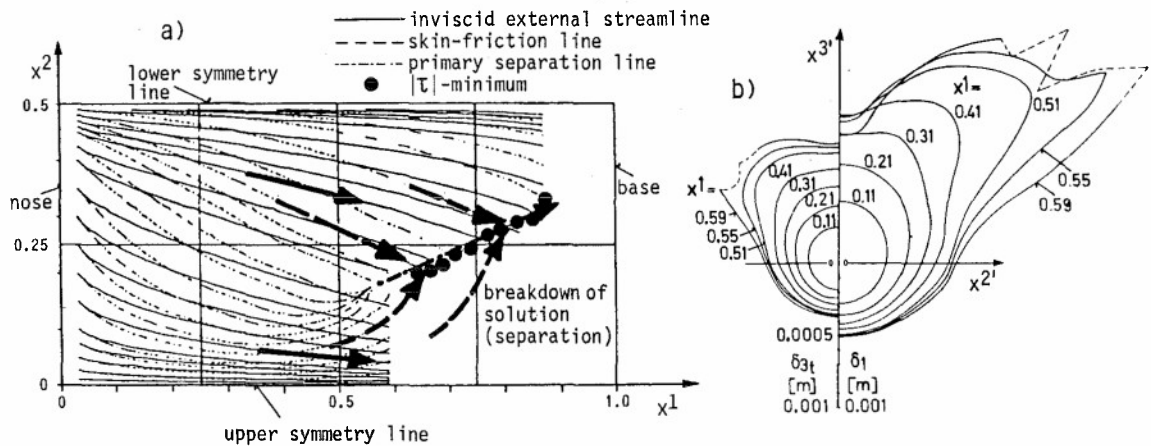 a)
inviscid external streamline
skin-friction line
primary separation line
|τ|-minimum
x²
lower symmetry
line
0.5
nose
0.25
0
base
breakdown of
solution
(separation)
0
0.5
1.0
x¹
upper symmetry line
b)
x³'
x¹=
0.51
0.41
0.31
0.21
0.11
0.41
0.31
0.21
0.11
x¹=
0.59
0.55
0.51
0.55
0.59
0 0
x²'
0.0005
δ3t δ1
[m] [m]
0.001 0.001